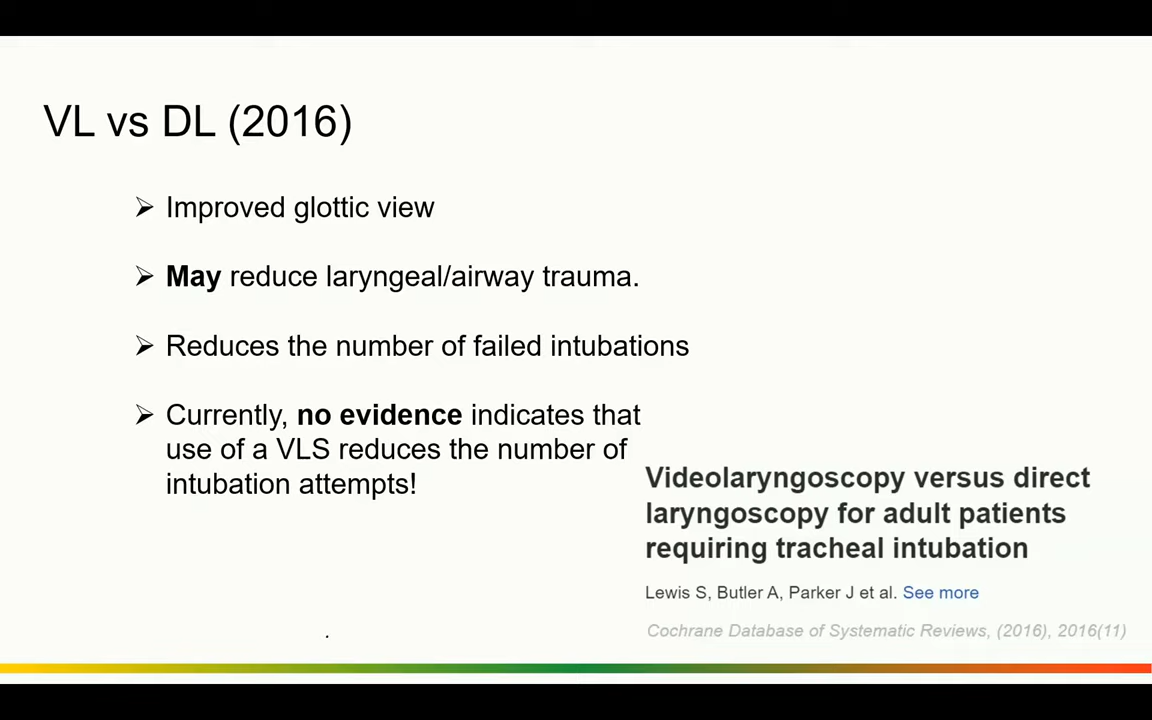 VL vs DL (2016)
➢ Improved glottic view
➢ May reduce laryngeal/airway trauma.
➢ Reduces the number of failed intubations
➢ Currently, no evidence indicates that
use of a VLS reduces the number of
intubation attempts!
Videolaryngoscopy versus direct
laryngoscopy for adult patients
requiring tracheal intubation
Lewis S, Butler A, Parker J et al. See more
Cochrane Database of Systematic Reviews, (2016), 2016(11)
.